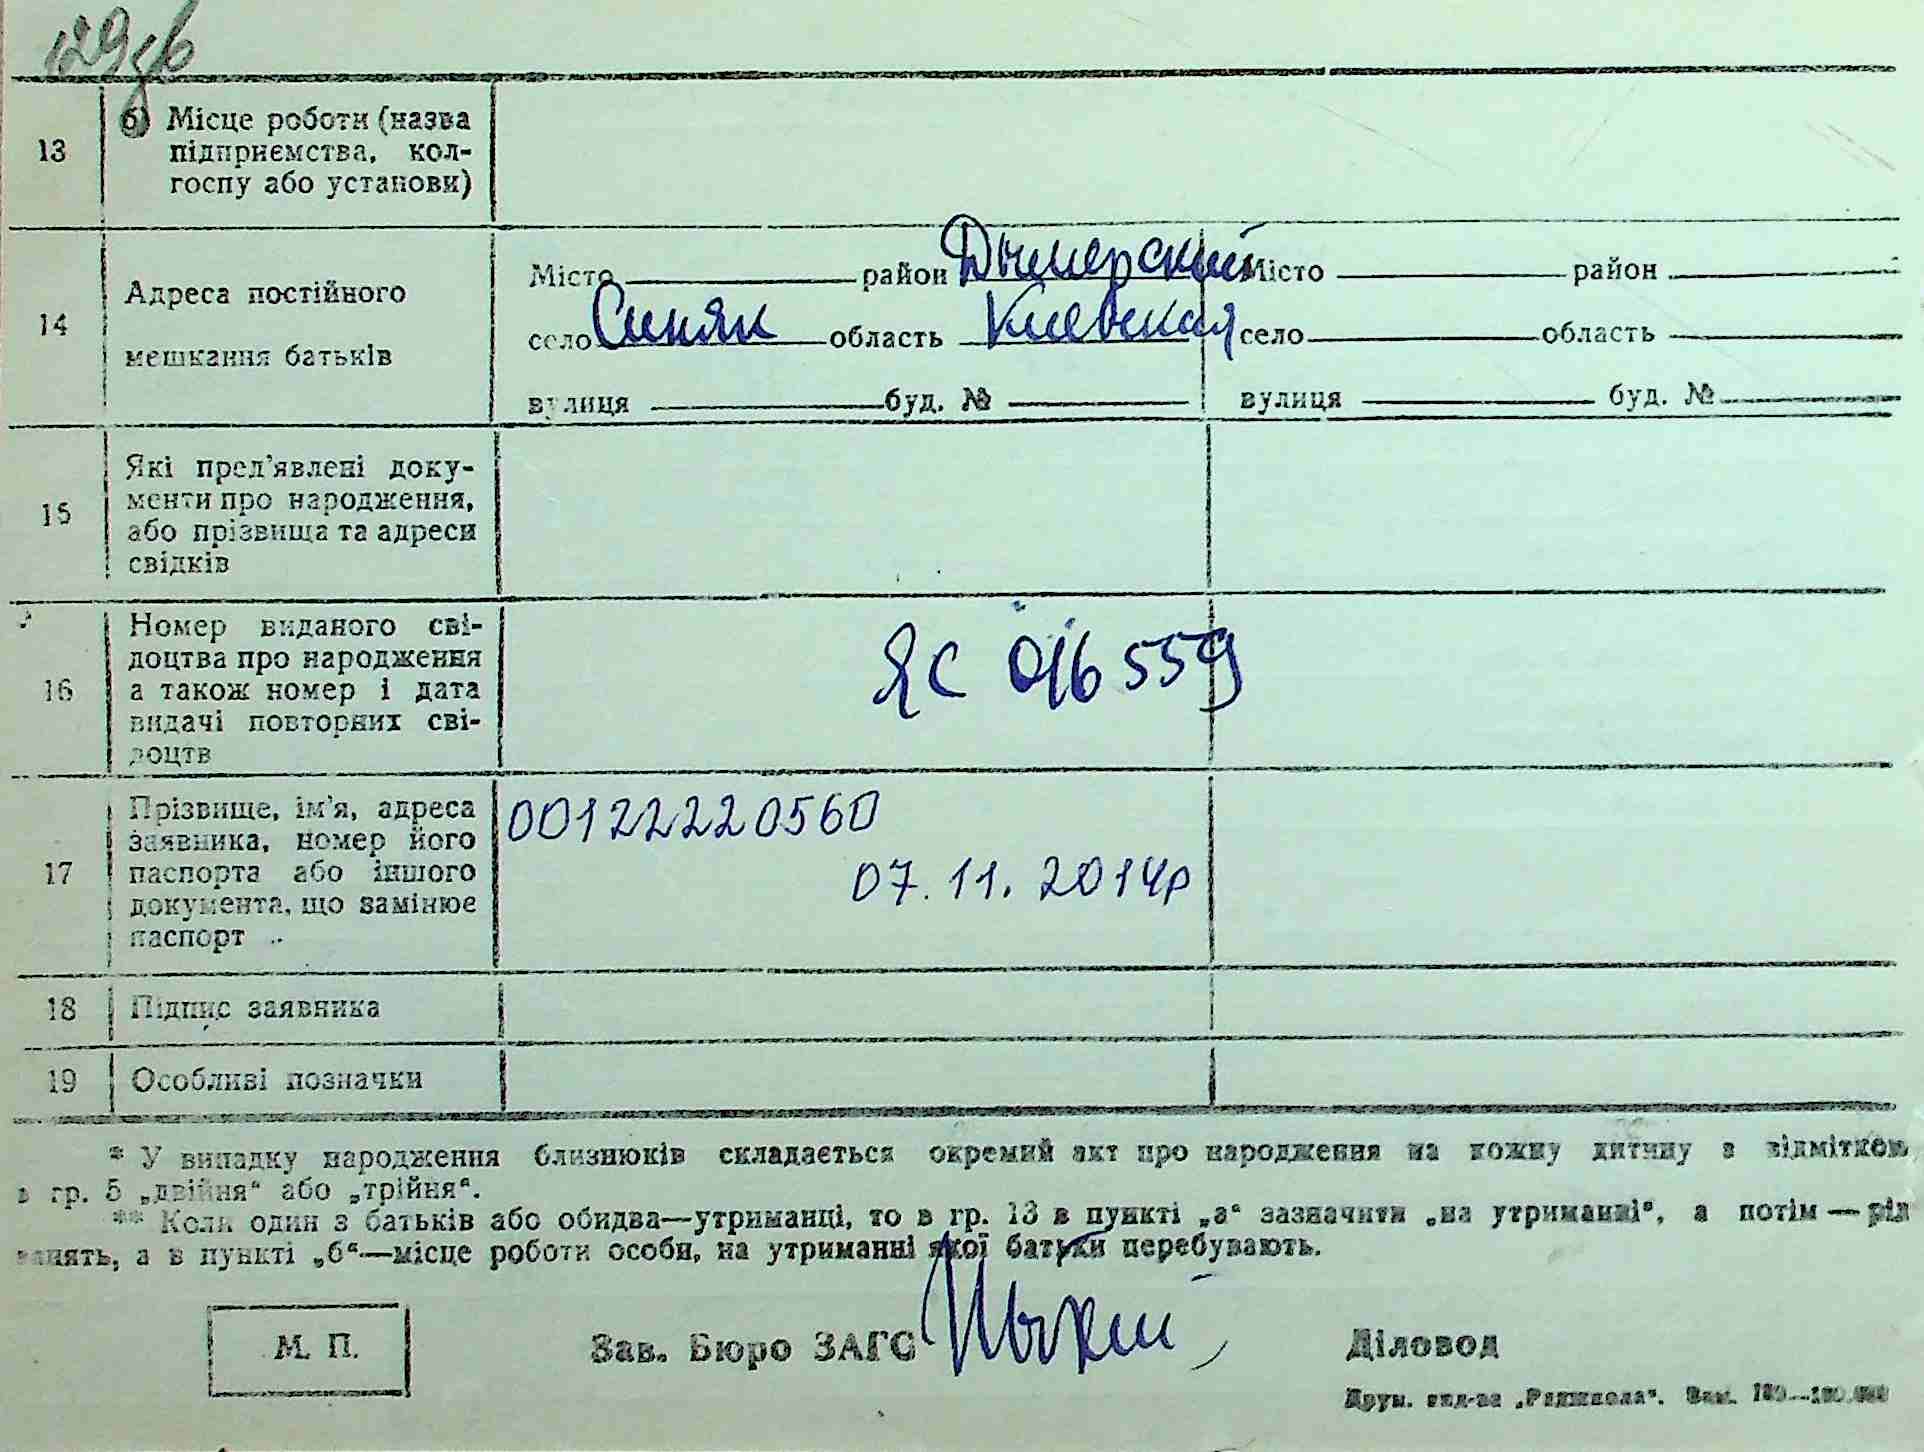 129зв
13 б) Місце роботи (назва
підприємства, кол-
госпу або установи)
14 Адреса постійного
мешкання батьків
Місто район Дымерский Місто район
село Синяк область Киевская село область
вулиця буд. № вулиця буд. №
15 Які пред'явлені доку-
менти про народження,
або прізвища та адреси
свідків
16 Номер виданого сві-
доцтва про народження
а також номер і дата
видачі повторних сві-
доцтв
ЯС 016559
17 Прізвище, ім'я, адреса
заявника, номер його
паспорта або іншого
документа, що замінює
паспорт
00122220560
07.11.2014р
18 Підпис заявника
19 Особливі позначки
* У випадку народження близнюків складається окремий акт про народження на кожну дитину з відміткою
в гр. 5 „двійня“ або „трійня“.
** Коли один з батьків або обидва—утриманці, то в гр. 13 в пункті „а“ зазначити „на утриманні“, а потім — рід
занять, а в пункті „б“—місце роботи особи, на утриманні якої батьки перебувають.
М. П. Зав. Бюро ЗАГС Діловод
Друк. вид-ва „Радшкола“. Зам.